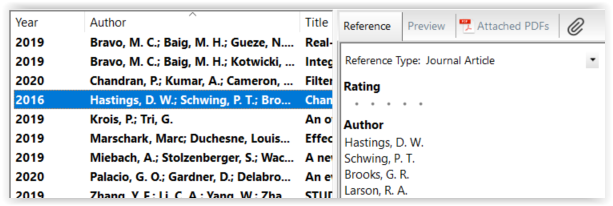 Year Author Title
2019 Bravo, M. C.; Baig, M. H.; Gueze, N.... Real-
2019 Bravo, M. C.; Baig, M. H.; Kotwicki, ... Integ
2020 Chandran, P.; Kumar, A.; Cameron, ... Filter
2016 Hastings, D. W.; Schwing, P. T.; Bro... Chan
2019 Krois, P.; Tri, G. An o
2019 Marschark, Marc; Duchesne, Louis... Effec
2019 Miebach, A.; Stolzenberger, S.; Wac... A ne
2020 Palacio, G. O.; Gardner, D.; Delabro... An e
2019 Zhang, Y. F.; Li, C. A.; Yang, W.; Zha... STUD
Reference Preview Attached PDFs
Reference Type: Journal Article
Rating
Author
Hastings, D. W.
Schwing, P. T.
Brooks, G. R.
Larson, R. A.